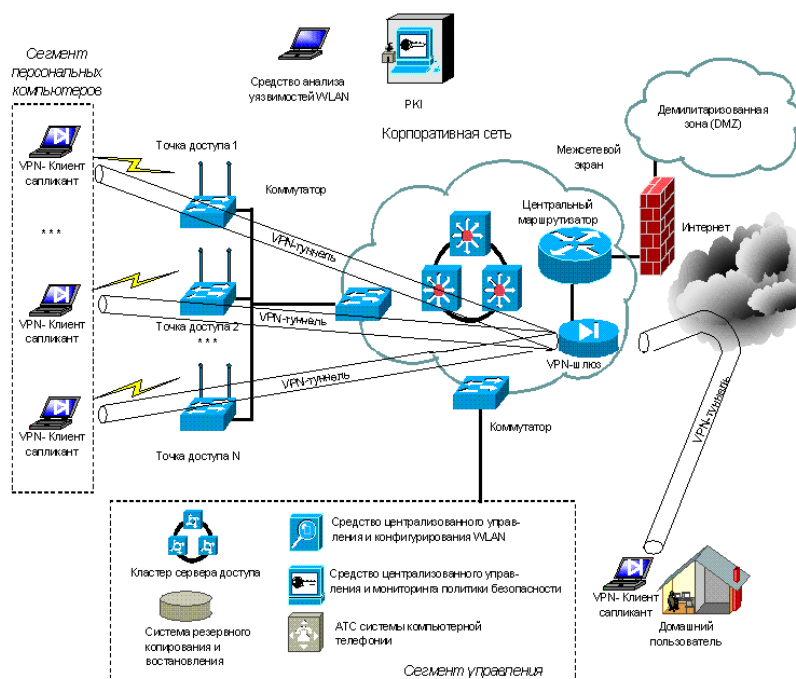 Сегмент
персональных
компьютеров
Средство анализа
уязвимостей WLAN
PKI
Корпоративная сеть
Демилитаризованная
зона (DMZ)
Межсетевой
экран
Интернет
Точка доступа 1
Коммутатор
Центральный
маршрутизатор
VPN- Клиент
сапликант
* * *
VPN-туннель
VPN- Клиент
сапликант
Точка доступа 2
* * *
VPN-туннель
VPN-туннель
VPN-шлюз
VPN- Клиент
сапликант
Точка доступа N
Коммутатор
VPN-туннель
Кластер сервера доступа
Средство централизованного управ-
ления и конфигурирования WLAN
Средство централизованного управ-
ления и мониторинга политики безопасности
Система резервного
копирования и
востановления
АТС системы компьютерной
телефонии
Сегмент управления
VPN- Клиент
сапликант
Домашний
пользователь